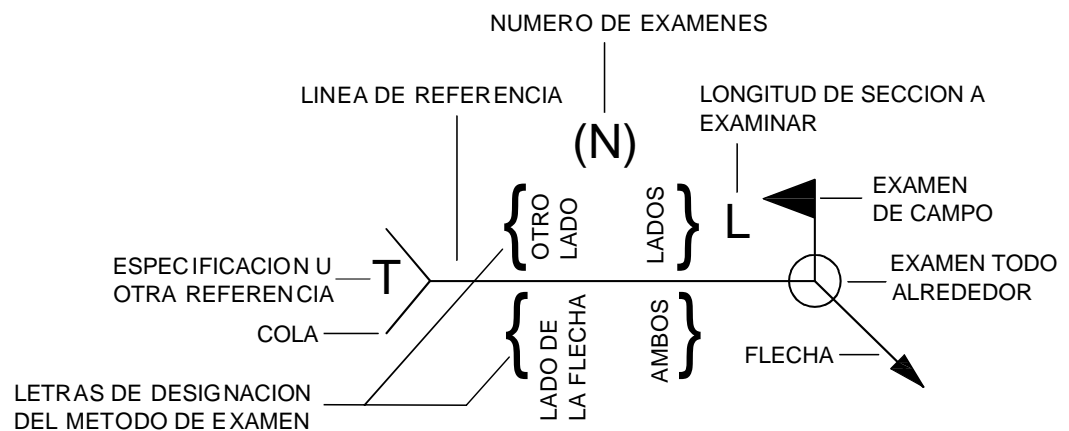 NUMERO DE EXAMENES
LINEA DE REFERENCIA
LONGITUD DE SECCION A
EXAMINAR
(N)
EXAMEN
DE CAMPO
OTRO
LADO
LADOS
L
ESPECIFICACION U
OTRA REFERENCIA
T
EXAMEN TODO
ALREDEDOR
COLA
LADO DE
LA FLECHA
AMBOS
FLECHA
LETRAS DE DESIGNACION
DEL METODO DE EXAMEN